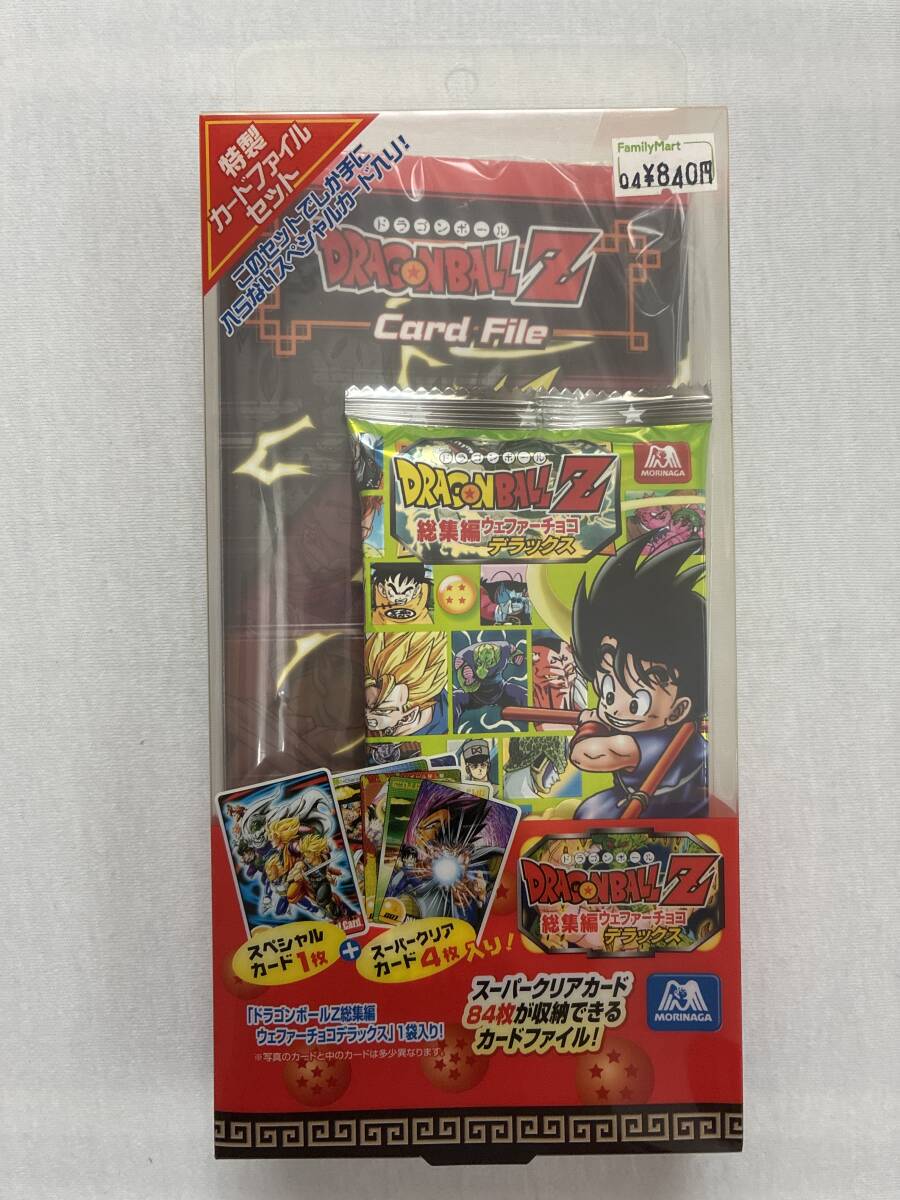 FamilyMart
04¥840円
特製
カードファイル
セット
このセットでしか手に
入らないスペシャルカード入り!
ドラゴンボール
DRAGONBALL Z
Card File
MORINAGA
ドラゴンボール
DRAGONBALL Z
総集編ウェファーチョコ
デラックス
ドラゴンボール
DRAGONBALL Z
総集編ウェファーチョコ
デラックス
スペシャル
カード1枚
+
スーパークリア
カード4枚入り!
スーパークリアカード
84枚が収納できる
カードファイル!
MORINAGA
「ドラゴンボールZ総集編
ウェファーチョコデラックス」1袋入り!
※写真のカードと中のカードは多少異なります。